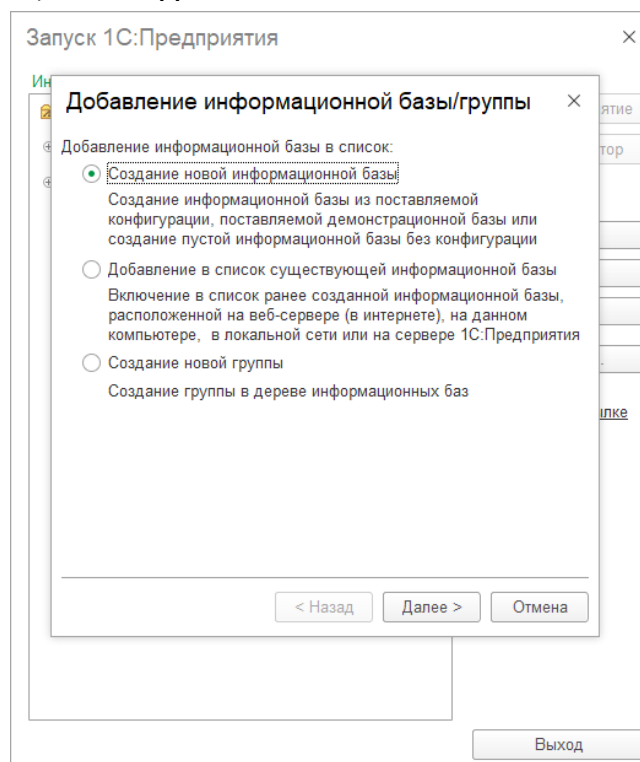 Запуск 1С:Предприятия
Добавление информационной базы/группы
Добавление информационной базы в список:
Создание новой информационной базы
Создание информационной базы из поставляемой
конфигурации, поставляемой демонстрационной базы или
создание пустой информационной базы без конфигурации
Добавление в список существующей информационной базы
Включение в список ранее созданной информационной базы,
расположенной на веб-сервере (в интернете), на данном
компьютере, в локальной сети или на сервере 1С:Предприятия
Создание новой группы
Создание группы в дереве информационных баз
< Назад
Далее >
Отмена
Выход